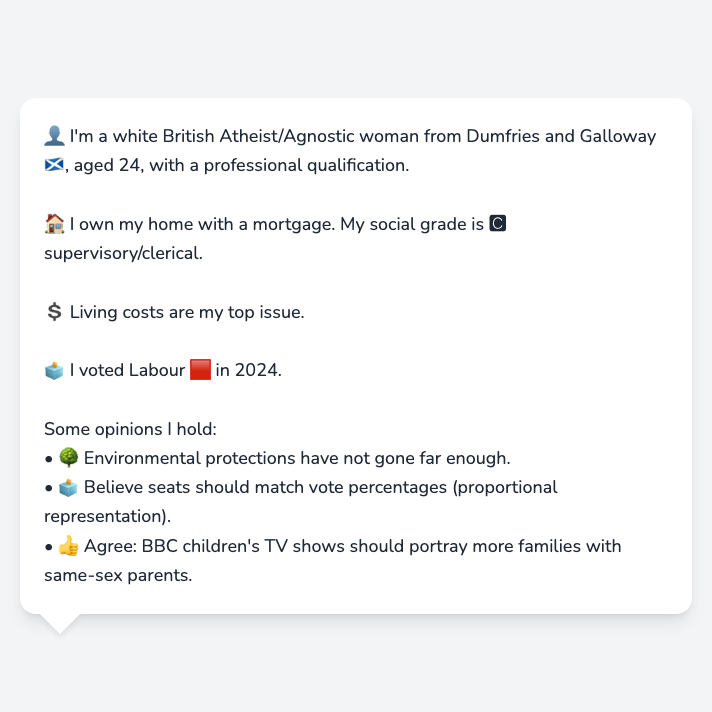 👤 I'm a white British Atheist/Agnostic woman from Dumfries and Galloway
🏴󠁧󠁢󠁳󠁣󠁴󠁿, aged 24, with a professional qualification.
🏠 I own my home with a mortgage. My social grade is 🅲
supervisory/clerical.
💲 Living costs are my top issue.
🗳️ I voted Labour 🟥 in 2024.
Some opinions I hold:
• 🌳 Environmental protections have not gone far enough.
• 🗳️ Believe seats should match vote percentages (proportional
representation).
• 👍 Agree: BBC children's TV shows should portray more families with
same-sex parents.